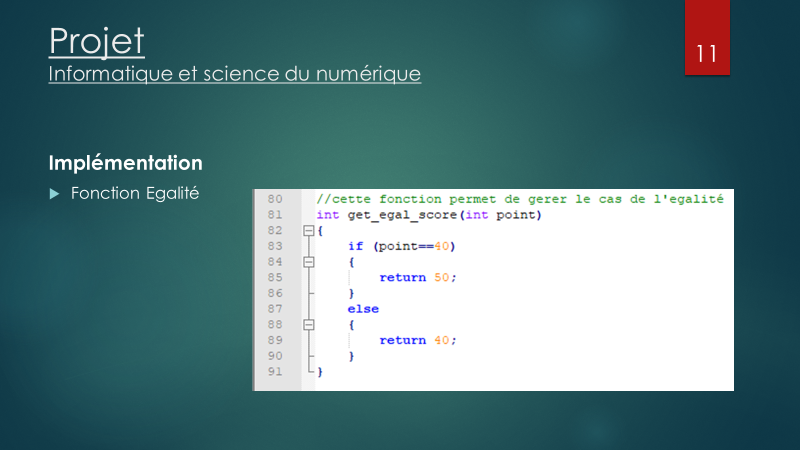 Projet
Informatique et science du numérique
11
Implémentation
Fonction Egalité
80 //cette fonction permet de gerer le cas de l'egalité
81 int get_egal_score(int point)
82 {
83 if (point==40)
84 {
85 return 50;
86 }
87 else
88 {
89 return 40;
90 }
91 }